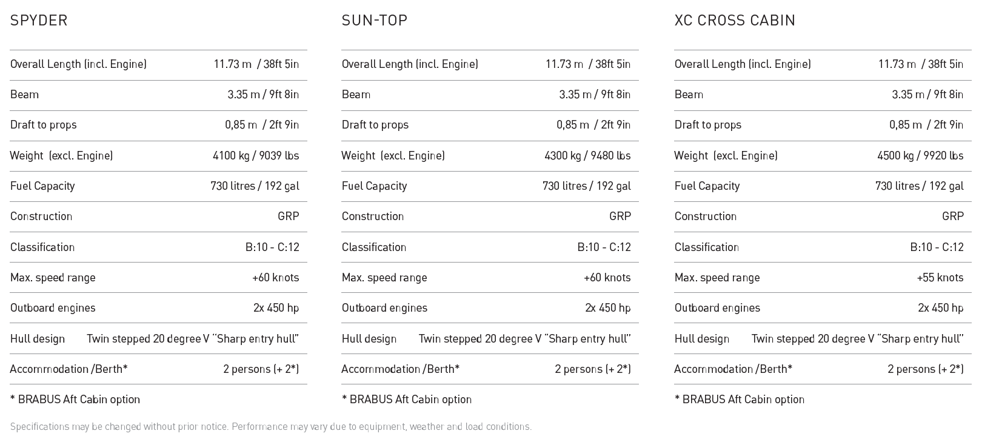 SPYDER
Overall Length (incl. Engine) 11.73 m / 38ft 5in
Beam 3.35 m / 9ft 8in
Draft to props 0,85 m / 2ft 9in
Weight (excl. Engine) 4100 kg / 9039 lbs
Fuel Capacity 730 litres / 192 gal
Construction GRP
Classification B:10 - C:12
Max. speed range +60 knots
Outboard engines 2x 450 hp
Hull design Twin stepped 20 degree V “Sharp entry hull”
Accommodation /Berth* 2 persons (+ 2*)
* BRABUS Aft Cabin option
SUN-TOP
Overall Length (incl. Engine) 11.73 m / 38ft 5in
Beam 3.35 m / 9ft 8in
Draft to props 0,85 m / 2ft 9in
Weight (excl. Engine) 4300 kg / 9480 lbs
Fuel Capacity 730 litres / 192 gal
Construction GRP
Classification B:10 - C:12
Max. speed range +60 knots
Outboard engines 2x 450 hp
Hull design Twin stepped 20 degree V “Sharp entry hull”
Accommodation /Berth* 2 persons (+ 2*)
* BRABUS Aft Cabin option
XC CROSS CABIN
Overall Length (incl. Engine) 11.73 m / 38ft 5in
Beam 3.35 m / 9ft 8in
Draft to props 0,85 m / 2ft 9in
Weight (excl. Engine) 4500 kg / 9920 lbs
Fuel Capacity 730 litres / 192 gal
Construction GRP
Classification B:10 - C:12
Max. speed range +55 knots
Outboard engines 2x 450 hp
Hull design Twin stepped 20 degree V “Sharp entry hull”
Accommodation /Berth* 2 persons (+ 2*)
* BRABUS Aft Cabin option
Specifications may be changed without prior notice. Performance may vary due to equipment, weather and load conditions.